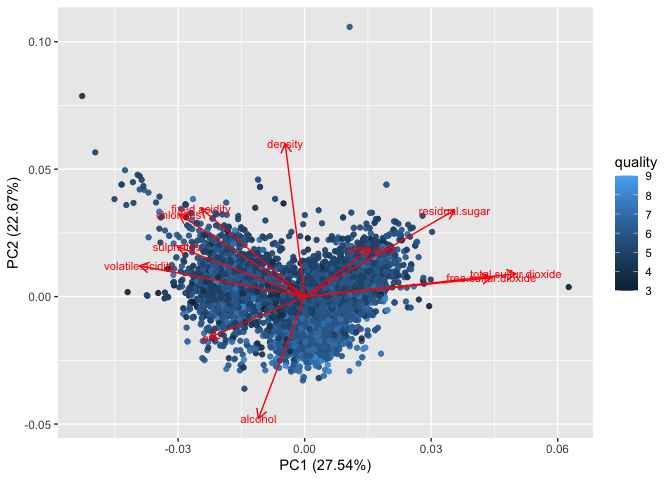 0.10
0.05
0.00
-0.05
PC2 (22.67%)
density
fixed.acidity
chlorides
residual.sugar
sulphates
volatile.acidity
total.sulfur.dioxide
free.sulfur.dioxide
alcohol
-0.03
0.00
0.03
0.06
PC1 (27.54%)
quality
9
8
7
6
5
4
3